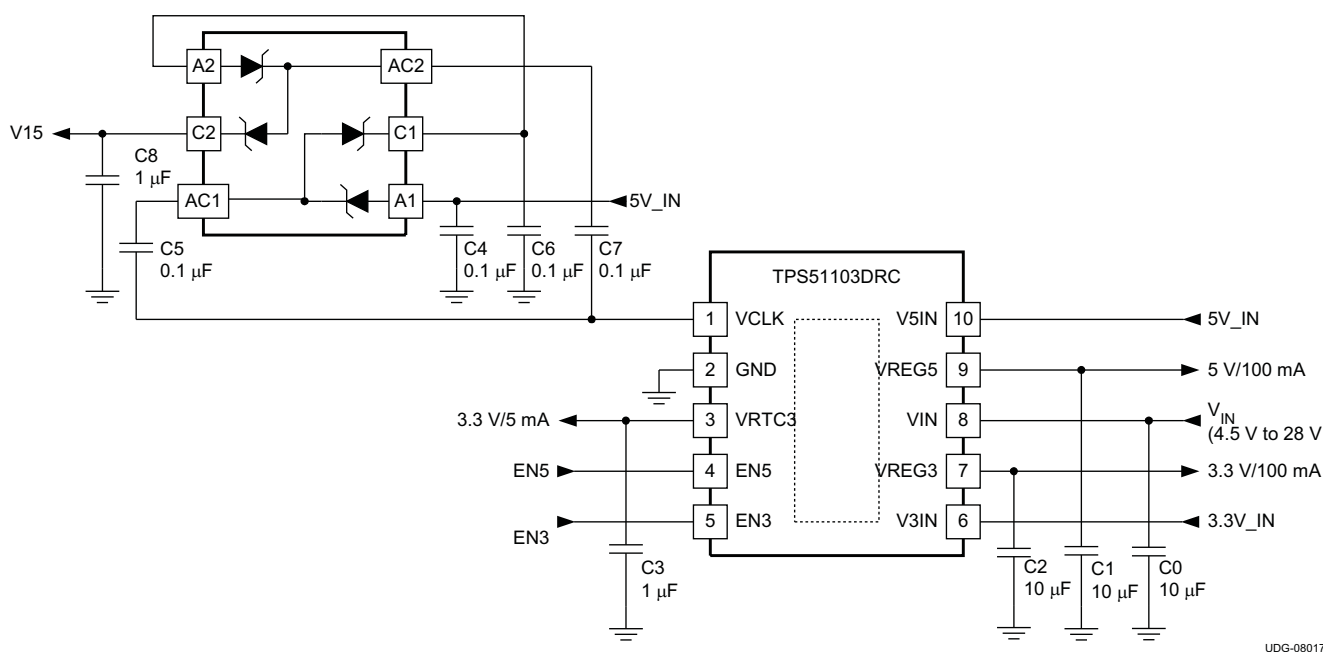 A2
AC2
V15
C2
C1
C8
1 μF
AC1
A1
5V_IN
C5
0.1 μF
C4
0.1 μF
C6
0.1 μF
C7
0.1 μF
TPS51103DRC
1 VCLK
V5IN 10
5V_IN
2 GND
VREG5 9
5 V/100 mA
3.3 V/5 mA
3 VRTC3
VIN 8
VIN
(4.5 V to 28 V
EN5
4 EN5
VREG3 7
3.3 V/100 mA
EN3
5 EN3
V3IN 6
3.3V_IN
C3
1 μF
C2
10 μF
C1
10 μF
C0
10 μF
UDG-08017